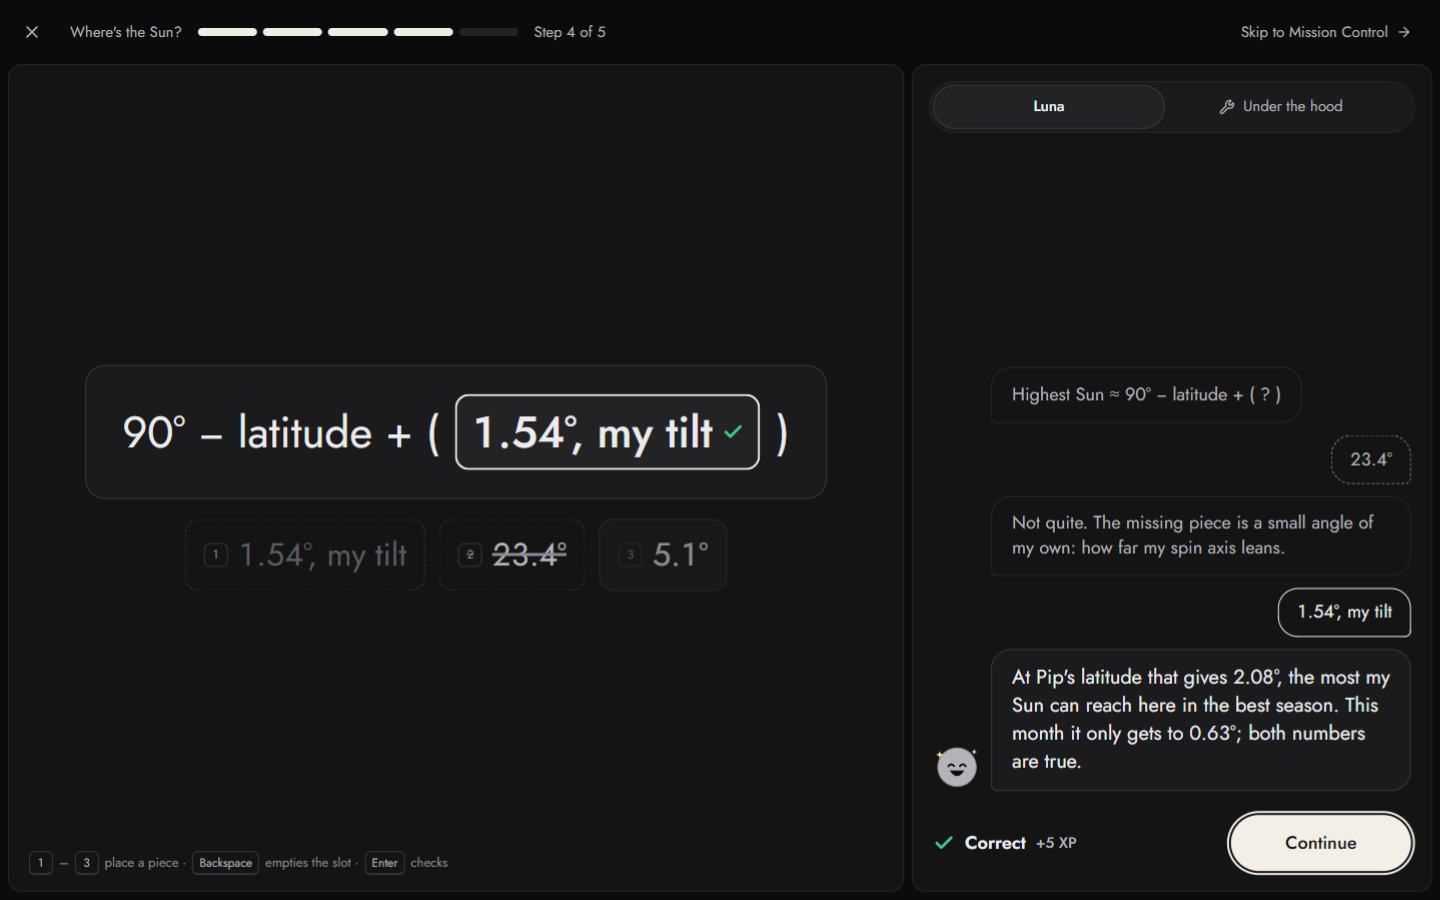 Where's the Sun?
Step 4 of 5
Skip to Mission Control →
90° – latitude + ( 1.54°, my tilt ✓ )
1 1.54°, my tilt
2 23.4°
3 5.1°
1 – 3 place a piece · Backspace empties the slot · Enter checks
Luna
Under the hood
Highest Sun ≈ 90° – latitude + ( ? )
23.4°
Not quite. The missing piece is a small angle of
my own: how far my spin axis leans.
1.54°, my tilt
At Pip's latitude that gives 2.08°, the most my
Sun can reach here in the best season. This
month it only gets to 0.63°; both numbers
are true.
Correct +5 XP
Continue